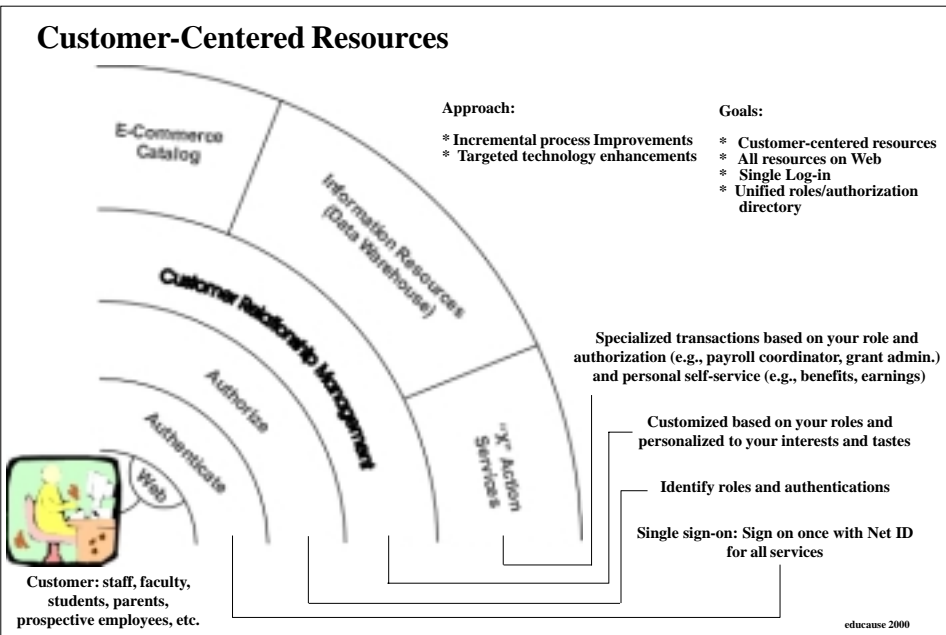 Customer-Centered Resources
Approach:
* Incremental process Improvements
* Targeted technology enhancements
Goals:
* Customer-centered resources
* All resources on Web
* Single Log-in
* Unified roles/authorization
directory
E-Commerce
Catalog
Information Resources
(Data Warehouse)
Customer Relationship Management
Authorize
Authenticate
Web
"X" Action
Services
Specialized transactions based on your role and
authorization (e.g., payroll coordinator, grant admin.)
and personal self-service (e.g., benefits, earnings)
Customized based on your roles and
personalized to your interests and tastes
Identify roles and authentications
Single sign-on: Sign on once with Net ID
for all services
Customer: staff, faculty,
students, parents,
prospective employees, etc.
educause 2000